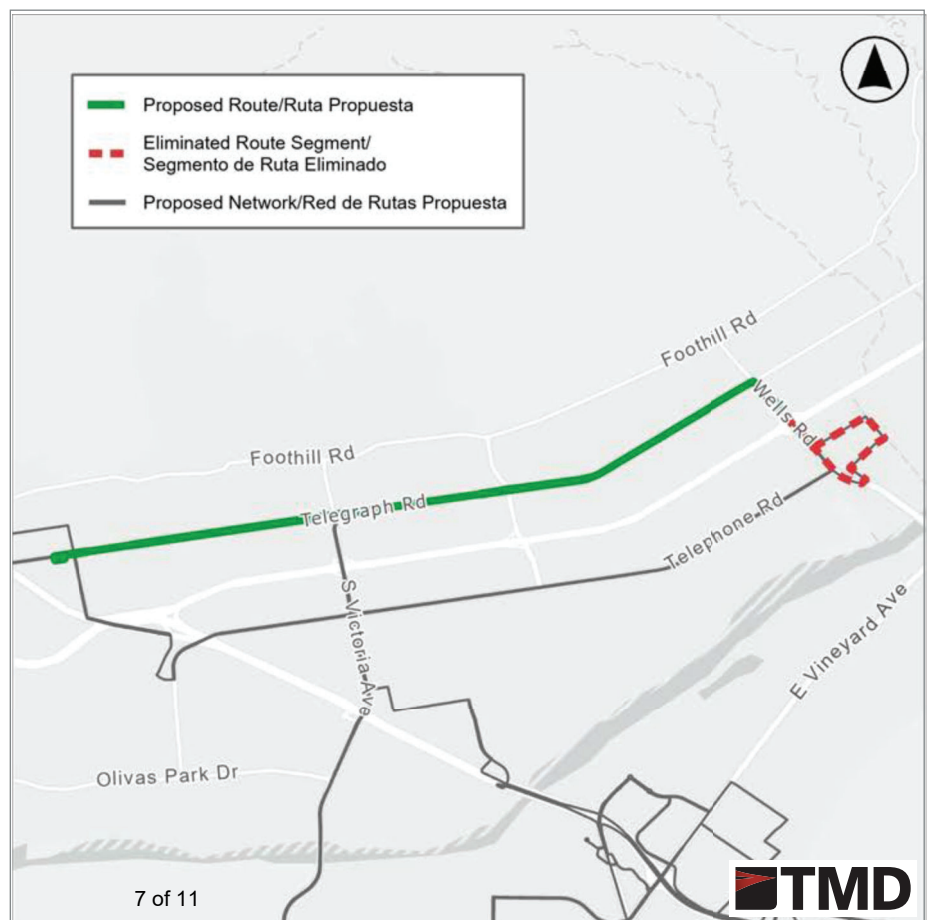 Proposed Route/Ruta Propuesta
Eliminated Route Segment/
Segmento de Ruta Eliminado
Proposed Network/Red de Rutas Propuesta
Foothill Rd
Wells Rd
Foothill Rd
Telegraph Rd
Telephone Rd
S Victoria Ave
E Vineyard Ave
Olivas Park Dr
7 of 11
TMD